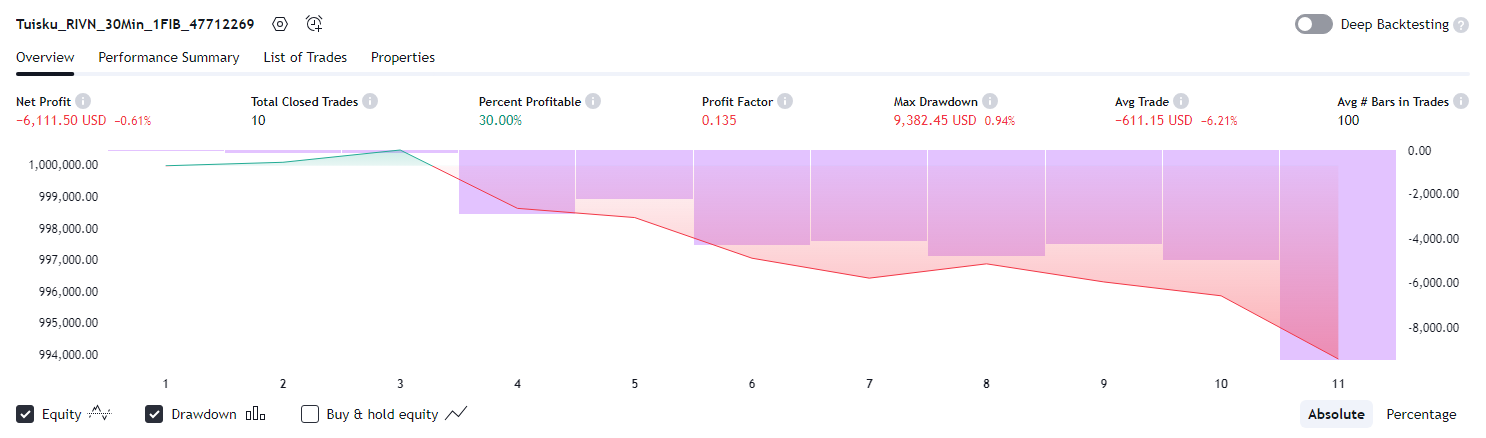 Tuisku_RIVN_30Min_1FIB_47712269 Deep Backtesting ?
Overview Performance Summary List of Trades Properties
Net Profit i Total Closed Trades i Percent Profitable i Profit Factor i Max Drawdown i Avg Trade i Avg # Bars in Trades i
−6,111.50 USD −0.61% 10 30.00% 0.135 9,382.45 USD 0.94% −611.15 USD −6.21% 100
1,000,000.00 0.00
999,000.00 -2,000.00
998,000.00 -4,000.00
997,000.00
996,000.00 -6,000.00
995,000.00 -8,000.00
994,000.00
1 2 3 4 5 6 7 8 9 10 11
Equity Drawdown Buy & hold equity Absolute Percentage